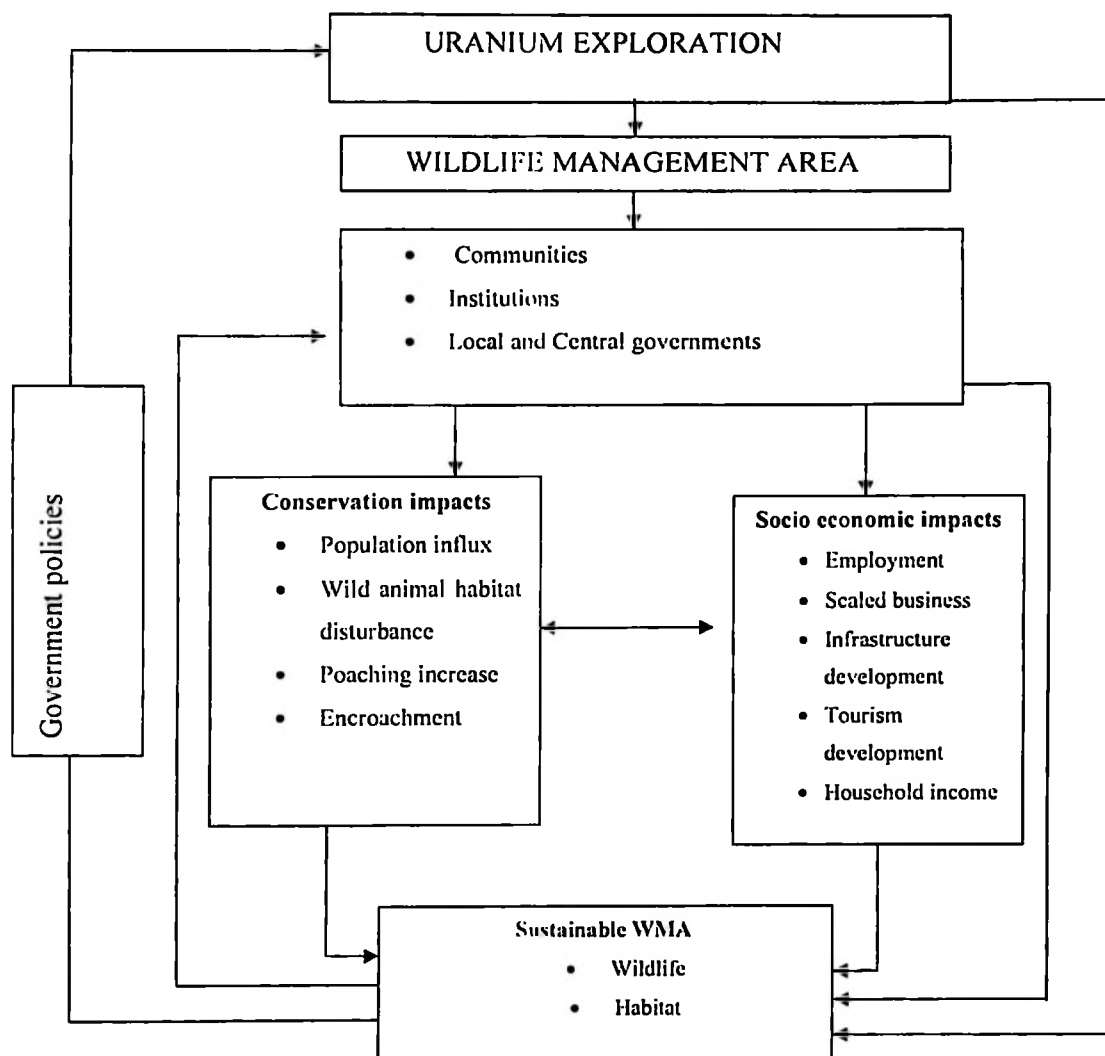 URANIUM EXPLORATION
WILDLIFE MANAGEMENT AREA
• Communities
• Institutions
• Local and Central governments
Government policies
Conservation impacts
• Population influx
• Wild animal habitat
disturbance
• Poaching increase
• Encroachment
Socio economic impacts
• Employment
• Scaled business
• Infrastructure
development
• Tourism
development
• Household income
Sustainable WMA
• Wildlife
• Habitat